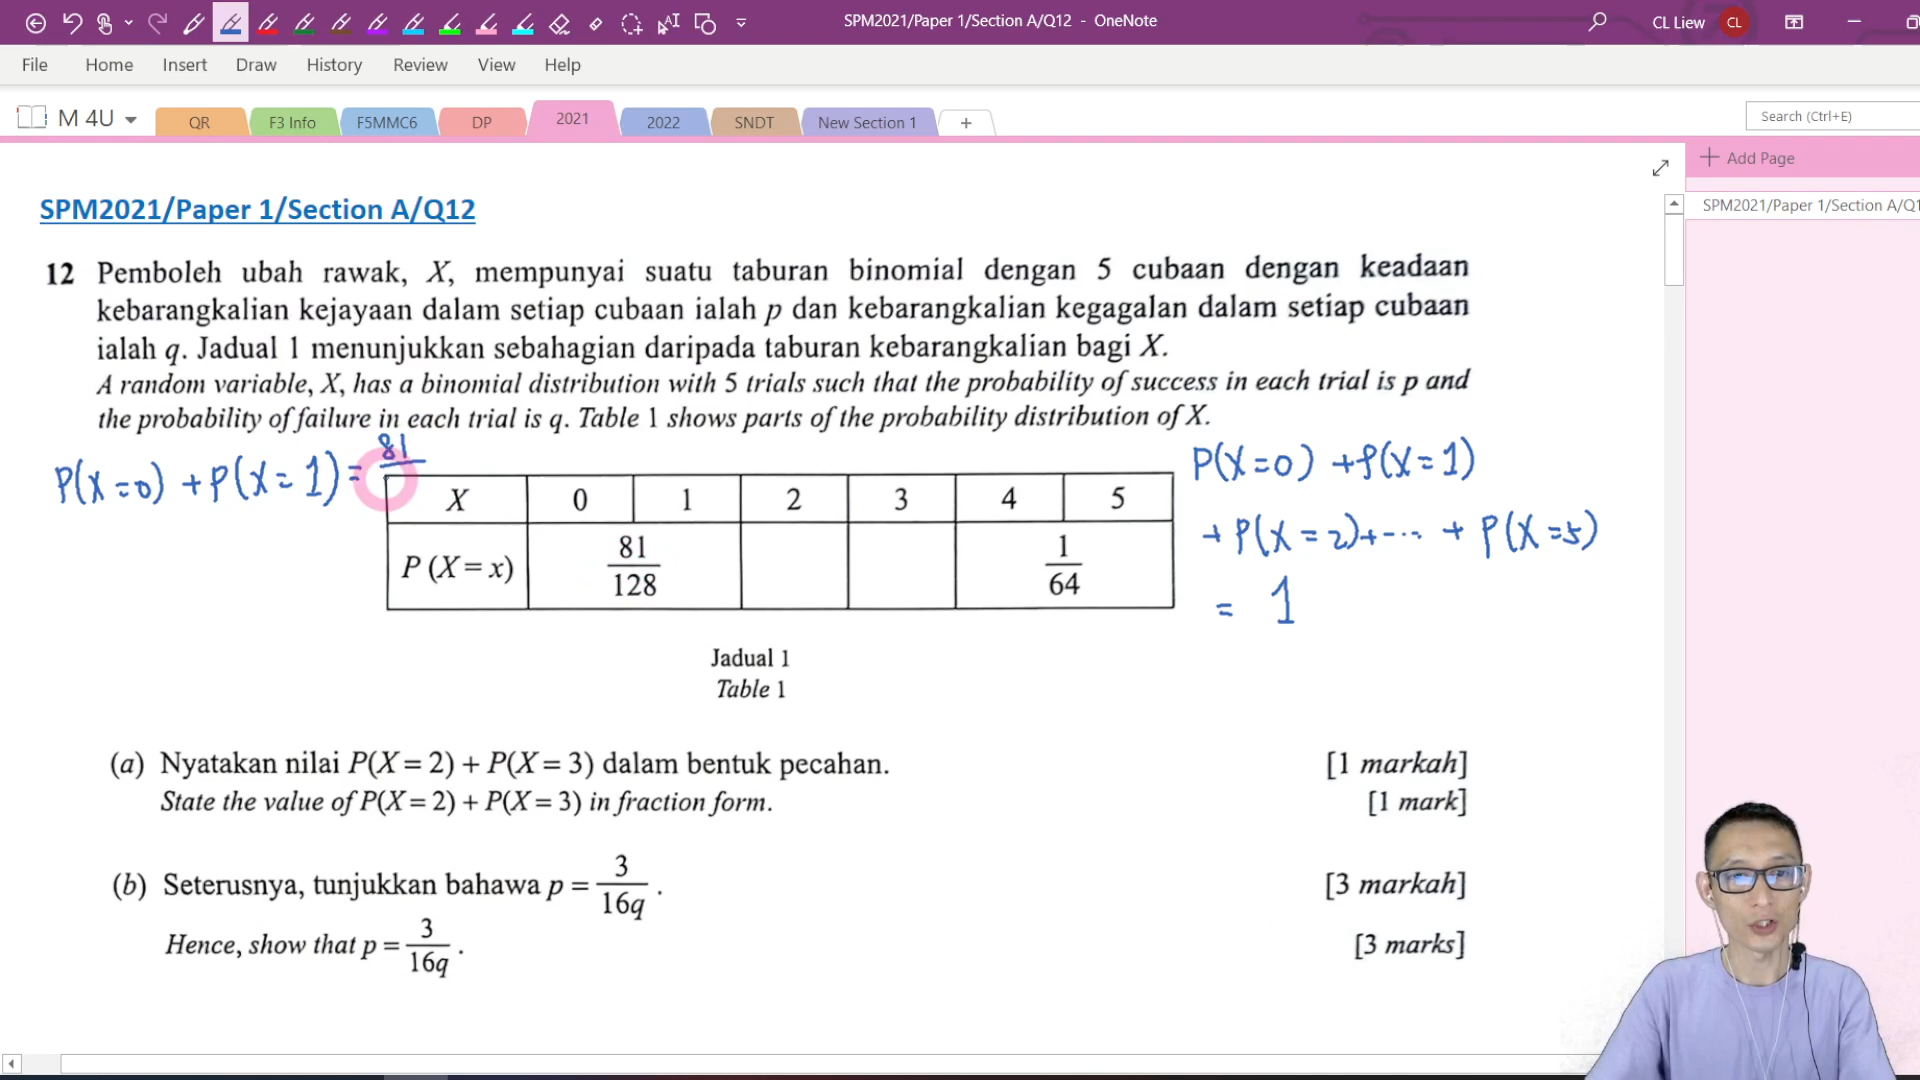 SPM2021/Paper 1/Section A/Q12 - OneNote
CL Liew CL
File Home Insert Draw History Review View Help
M 4U QR F3 Info F5MMC6 DP 2021 2022 SNDT New Section 1 +
Search (Ctrl+E)
Add Page
SPM2021/Paper 1/Section A/Q1
SPM2021/Paper 1/Section A/Q12
12 Pemboleh ubah rawak, X, mempunyai suatu taburan binomial dengan 5 cubaan dengan keadaan
kebarangkalian kejayaan dalam setiap cubaan ialah p dan kebarangkalian kegagalan dalam setiap cubaan
ialah q. Jadual 1 menunjukkan sebahagian daripada taburan kebarangkalian bagi X.
A random variable, X, has a binomial distribution with 5 trials such that the probability of success in each trial is p and
the probability of failure in each trial is q. Table 1 shows parts of the probability distribution of X.
P(X=0) + P(X=1) = 81
P(X=0) + P(X=1)
+ P(X=2)+ ... + P(X=5)
= 1
X 0 1 2 3 4 5
P (X = x) 81/128 1/64
Jadual 1
Table 1
(a) Nyatakan nilai P(X = 2) + P(X = 3) dalam bentuk pecahan. [1 markah]
State the value of P(X = 2) + P(X = 3) in fraction form. [1 mark]
(b) Seterusnya, tunjukkan bahawa p = 3/16q . [3 markah]
Hence, show that p = 3/16q . [3 marks]